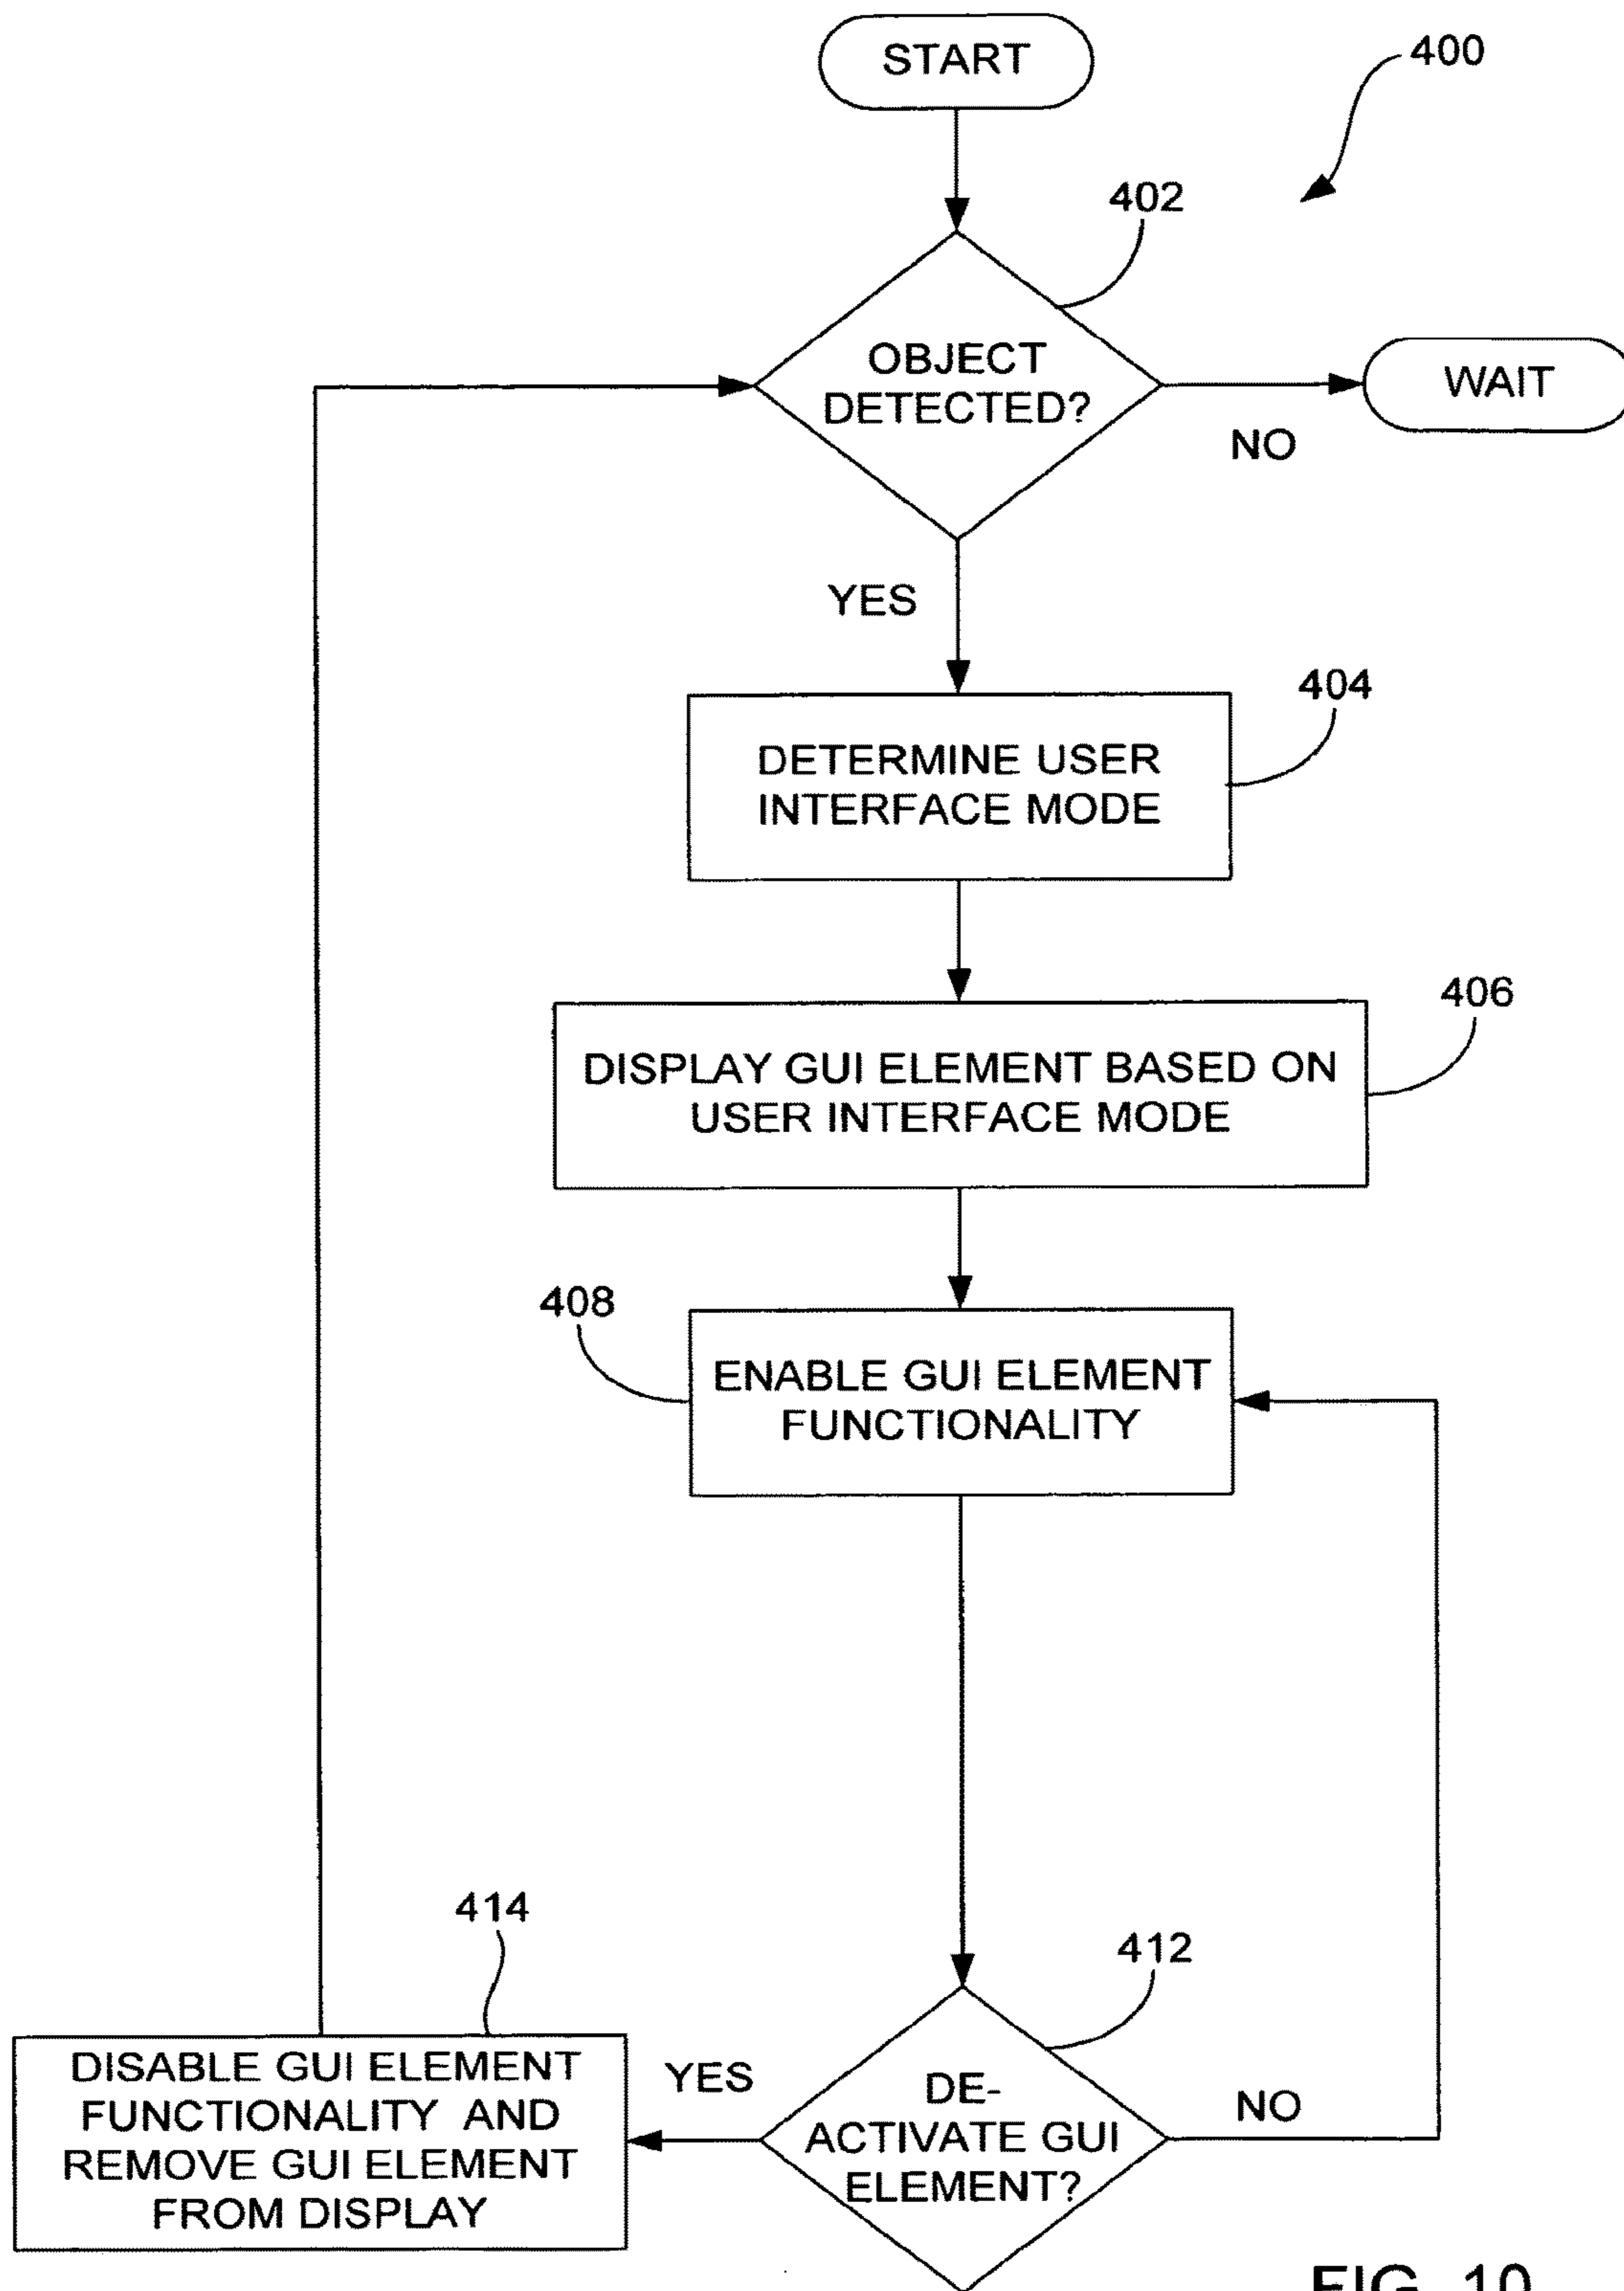 START
400
402
OBJECT
DETECTED?
WAIT
NO
YES
404
DETERMINE USER
INTERFACE MODE
406
DISPLAY GUI ELEMENT BASED ON
USER INTERFACE MODE
408
ENABLE GUI ELEMENT
FUNCTIONALITY
414
412
DISABLE GUI ELEMENT
FUNCTIONALITY AND
REMOVE GUI ELEMENT
FROM DISPLAY
YES
DE-
ACTIVATE GUI
ELEMENT?
NO
FIG. 10